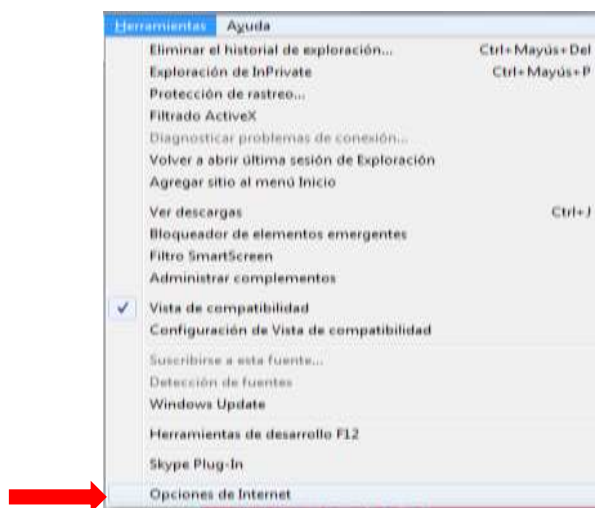 Herramientas Ayuda
Eliminar el historial de exploración... Ctrl+Mayús+Del
Exploración de InPrivate Ctrl+Mayús+P
Protección de rastreo...
Filtrado ActiveX
Diagnosticar problemas de conexión...
Volver a abrir última sesión de Exploración
Agregar sitio al menú Inicio
Ver descargas Ctrl+J
Bloqueador de elementos emergentes
Filtro SmartScreen
Administrar complementos
Vista de compatibilidad
Configuración de Vista de compatibilidad
Suscribirse a esta fuente...
Detección de fuentes
Windows Update
Herramientas de desarrollo F12
Skype Plug-In
Opciones de Internet